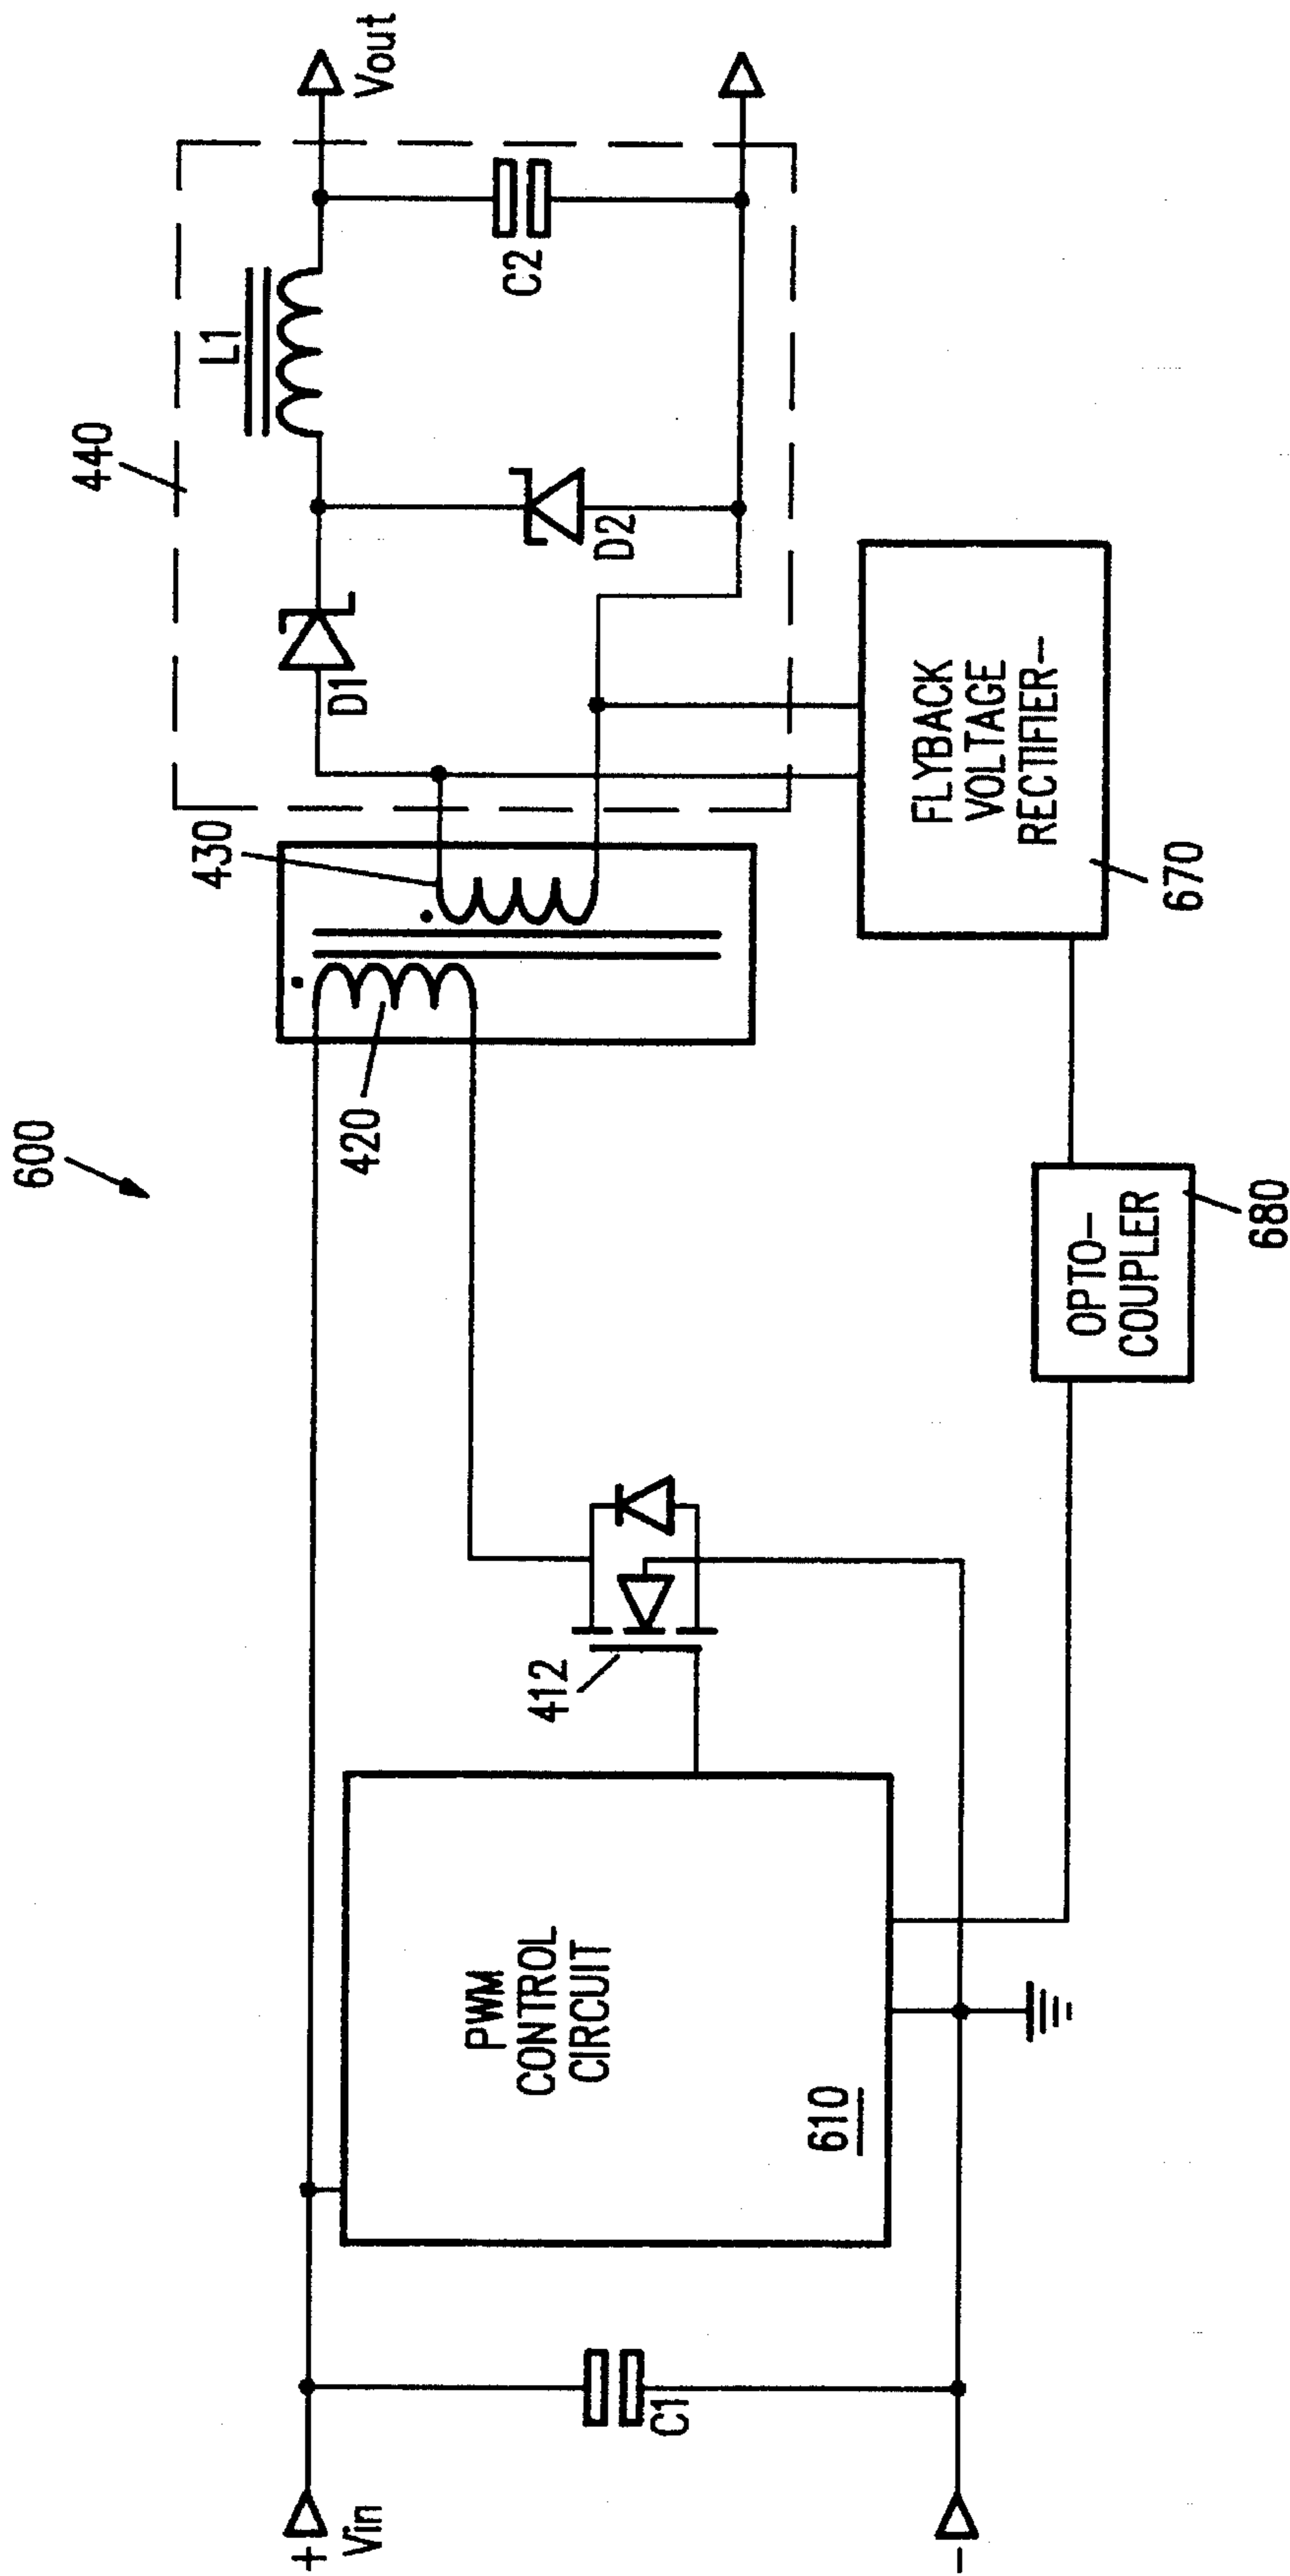 600
440
L1
Vout
D1
D2
C2
430
420
412
+
Vin
C1
-
PWM
CONTROL
CIRCUIT
610
FLYBACK
VOLTAGE
RECTIFIER-
670
OPTO-
COUPLER
680